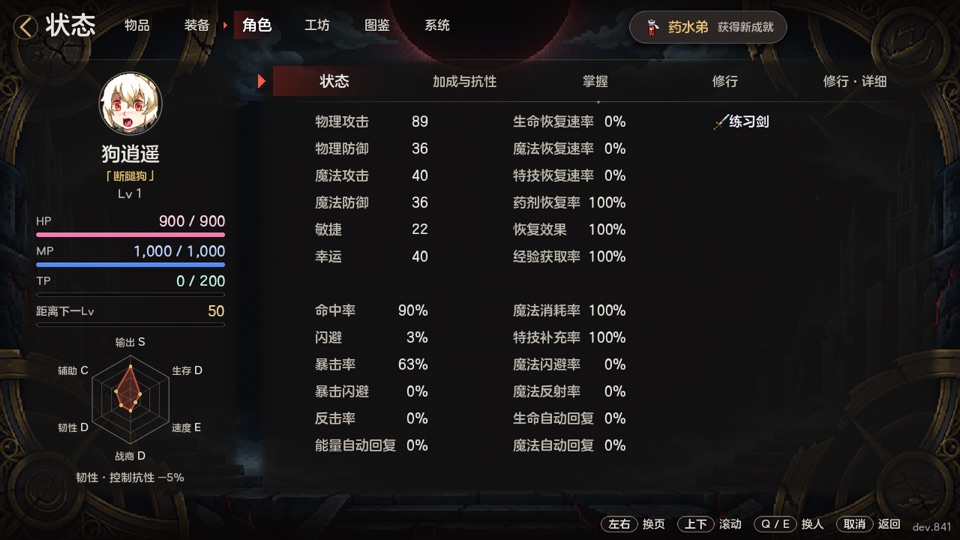 状态 物品 装备 角色 工坊 图鉴 系统 药水弟 获得新成就
状态 加成与抗性 掌握 修行 修行・详细
狗逍遥
「断腿狗」
Lv 1
HP 900 / 900
MP 1,000 / 1,000
TP 0 / 200
距离下一Lv 50
输出 S
辅助 C 生存 D
韧性 D 速度 E
战商 D
韧性・控制抗性 −5%
物理攻击 89 生命恢复速率 0% 练习剑
物理防御 36 魔法恢复速率 0%
魔法攻击 40 特技恢复速率 0%
魔法防御 36 药剂恢复率 100%
敏捷 22 恢复效果 100%
幸运 40 经验获取率 100%
命中率 90% 魔法消耗率 100%
闪避 3% 特技补充率 100%
暴击率 63% 魔法闪避率 0%
暴击闪避 0% 魔法反射率 0%
反击率 0% 生命自动回复 0%
能量自动回复 0% 魔法自动回复 0%
左右 换页 上下 滚动 Q / E 换人 取消 返回 dev.841